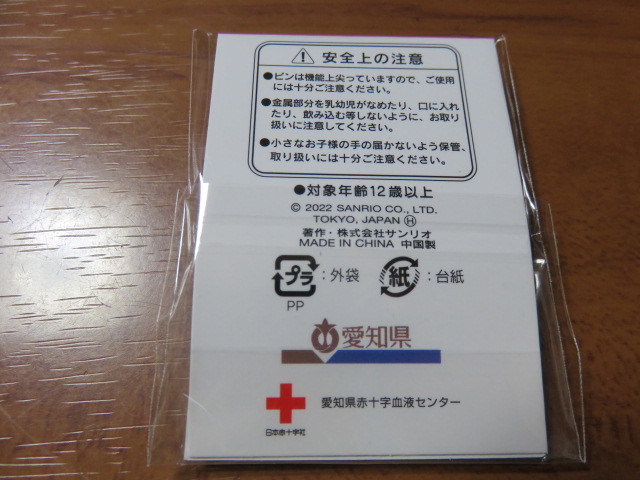 安全上の注意
●ピンは機能上尖っていますので、ご使用
には十分ご注意ください。
●金属部分を乳幼児がなめたり、口に入れ
たり、飲み込む等しないように、お取り
扱いに注意してください。
●小さなお子様の手の届かないよう保管、
取り扱いには十分ご注意ください。
●対象年齢12歳以上
© 2022 SANRIO CO., LTD.
TOKYO, JAPAN Ⓗ
著作・株式会社サンリオ
MADE IN CHINA 中国製
プラ:外袋 紙:台紙
PP
愛知県
愛知県赤十字血液センター
日本赤十字社